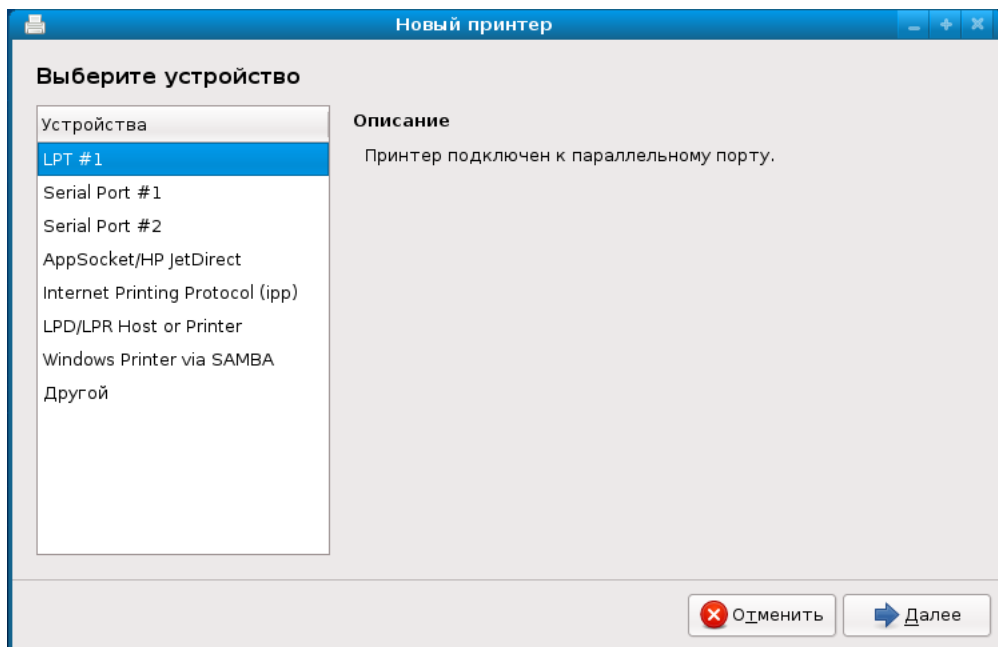 Новый принтер
Выберите устройство
Устройства
LPT #1
Serial Port #1
Serial Port #2
AppSocket/HP JetDirect
Internet Printing Protocol (ipp)
LPD/LPR Host or Printer
Windows Printer via SAMBA
Другой
Описание
Принтер подключен к параллельному порту.
Отменить
Далее